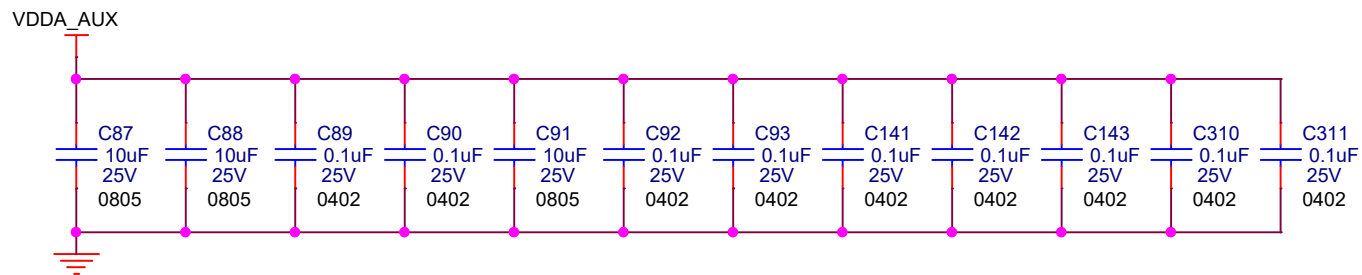 VDDA_AUX
C87 C88 C89 C90 C91 C92 C93 C141 C142 C143 C310 C311
10uF 10uF 0.1uF 0.1uF 10uF 0.1uF 0.1uF 0.1uF 0.1uF 0.1uF 0.1uF 0.1uF
25V 25V 25V 25V 25V 25V 25V 25V 25V 25V 25V 25V
0805 0805 0402 0402 0805 0402 0402 0402 0402 0402 0402 0402